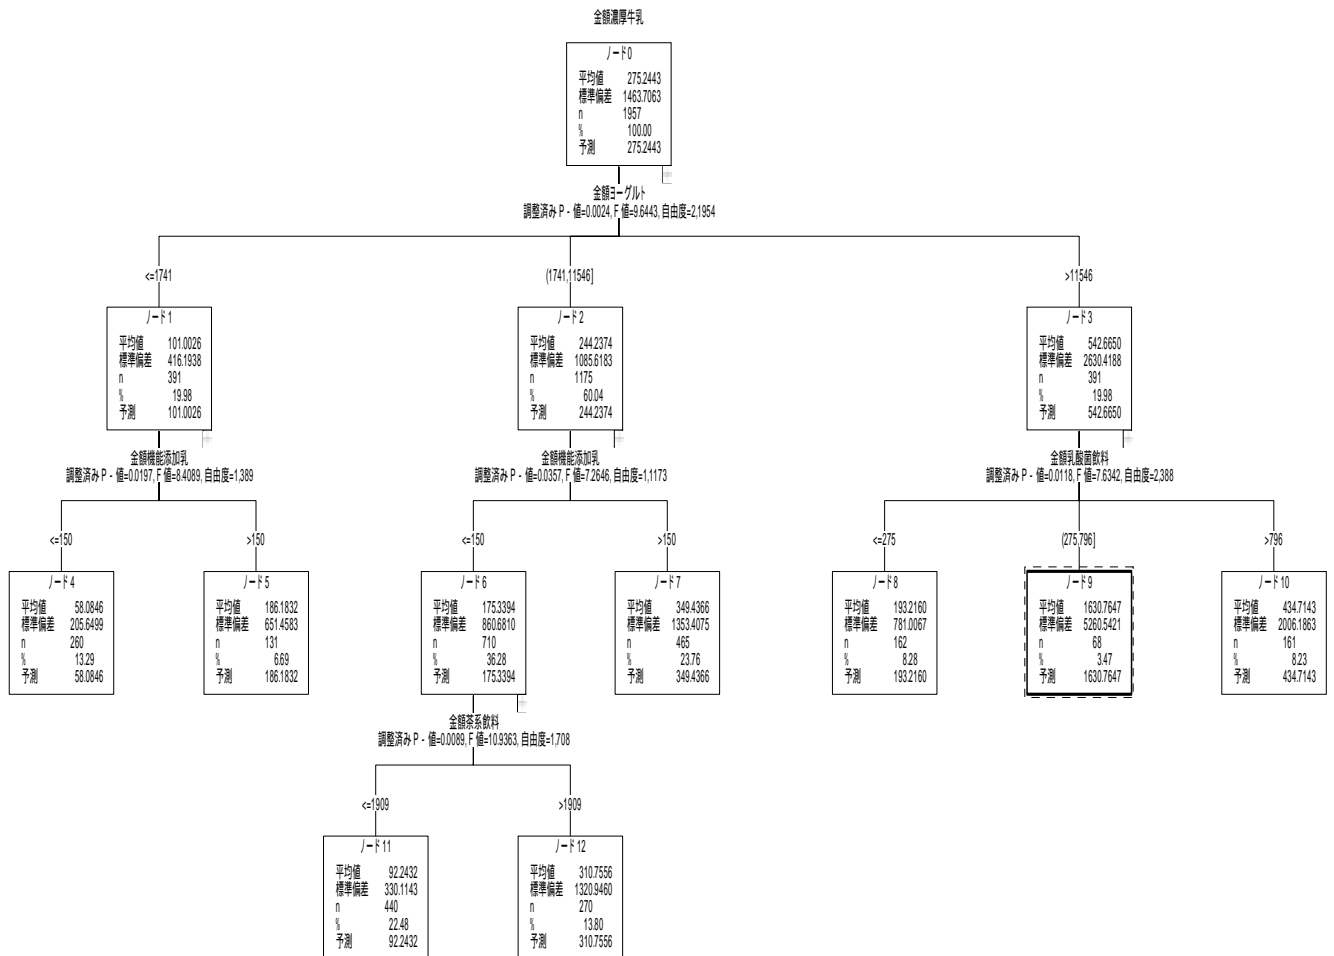 金額濃厚牛乳
ノード 0
平均値 275.2443
標準偏差 1463.7063
n 1957
% 100.00
予測 275.2443
金額ヨーグルト
調整済み P - 値=0.0024, F 値=9.6443, 自由度=2,1954
<=1741
(1741,11546]
>11546
ノード 1
平均値 101.0026
標準偏差 416.1938
n 391
% 19.98
予測 101.0026
ノード 2
平均値 244.2374
標準偏差 1085.6183
n 1175
% 60.04
予測 244.2374
ノード 3
平均値 542.6650
標準偏差 2630.4188
n 391
% 19.98
予測 542.6650
金額機能添加乳
調整済み P - 値=0.0197, F 値=8.4089, 自由度=1,389
金額機能添加乳
調整済み P - 値=0.0357, F 値=7.2646, 自由度=1,1173
金額乳酸菌飲料
調整済み P - 値=0.0118, F 値=7.6342, 自由度=2,388
<=150
>150
<=150
>150
<=275
(275,796]
>796
ノード 4
平均値 58.0846
標準偏差 205.6499
n 260
% 13.29
予測 58.0846
ノード 5
平均値 186.1832
標準偏差 651.4583
n 131
% 6.69
予測 186.1832
ノード 6
平均値 175.3394
標準偏差 860.6810
n 710
% 36.28
予測 175.3394
ノード 7
平均値 349.4366
標準偏差 1353.4075
n 465
% 23.76
予測 349.4366
ノード 8
平均値 193.2160
標準偏差 781.0067
n 162
% 8.28
予測 193.2160
ノード 9
平均値 1630.7647
標準偏差 5260.5421
n 68
% 3.47
予測 1630.7647
ノード 10
平均値 434.7143
標準偏差 2006.1863
n 161
% 8.23
予測 434.7143
金額茶系飲料
調整済み P - 値=0.0089, F 値=10.9363, 自由度=1,708
<=1909
>1909
ノード 11
平均値 92.2432
標準偏差 330.1143
n 440
% 22.48
予測 92.2432
ノード 12
平均値 310.7556
標準偏差 1320.9460
n 270
% 13.80
予測 310.7556